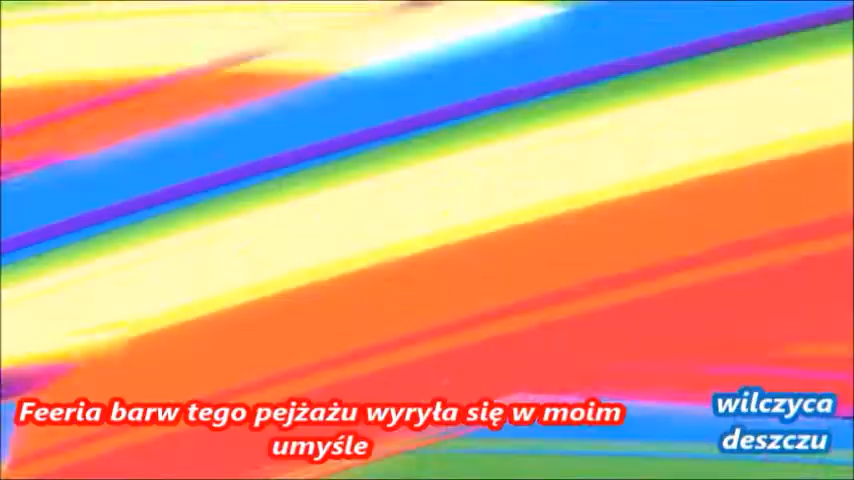 Feeria barw tego pejżażu wyryła się w moim
umyśle
wilczyca
deszczu